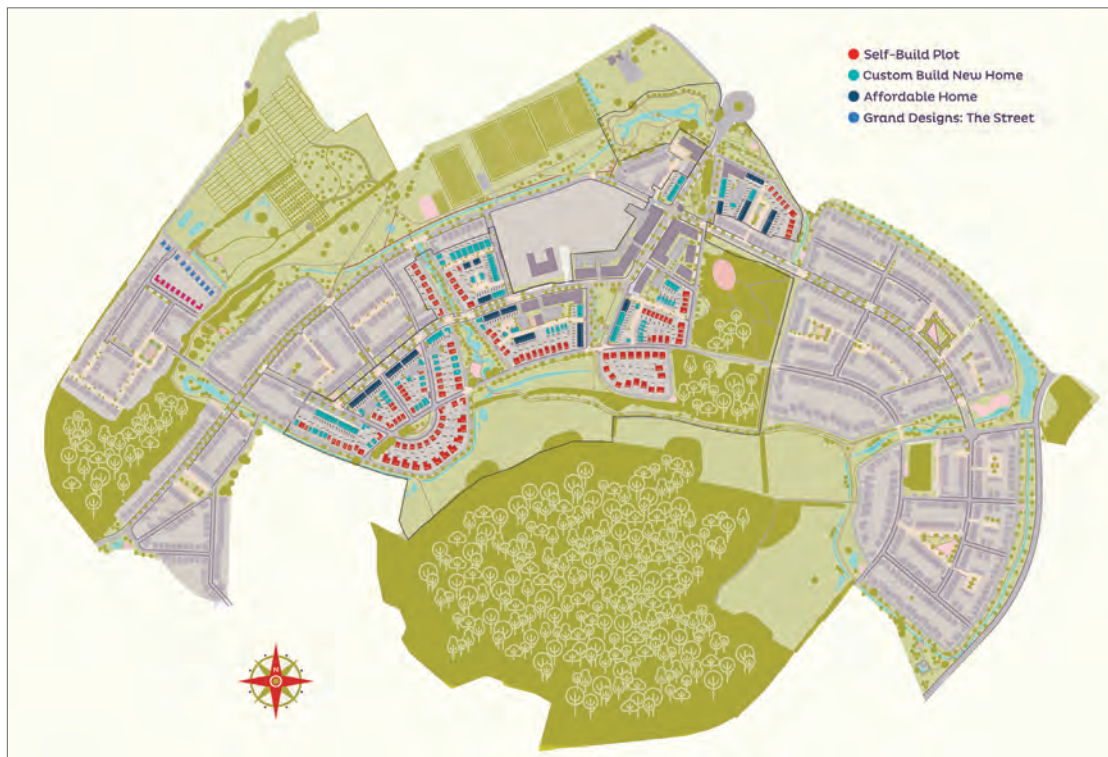 Self-Build Plot
Custom Build New Home
Affordable Home
Grand Designs: The Street
N